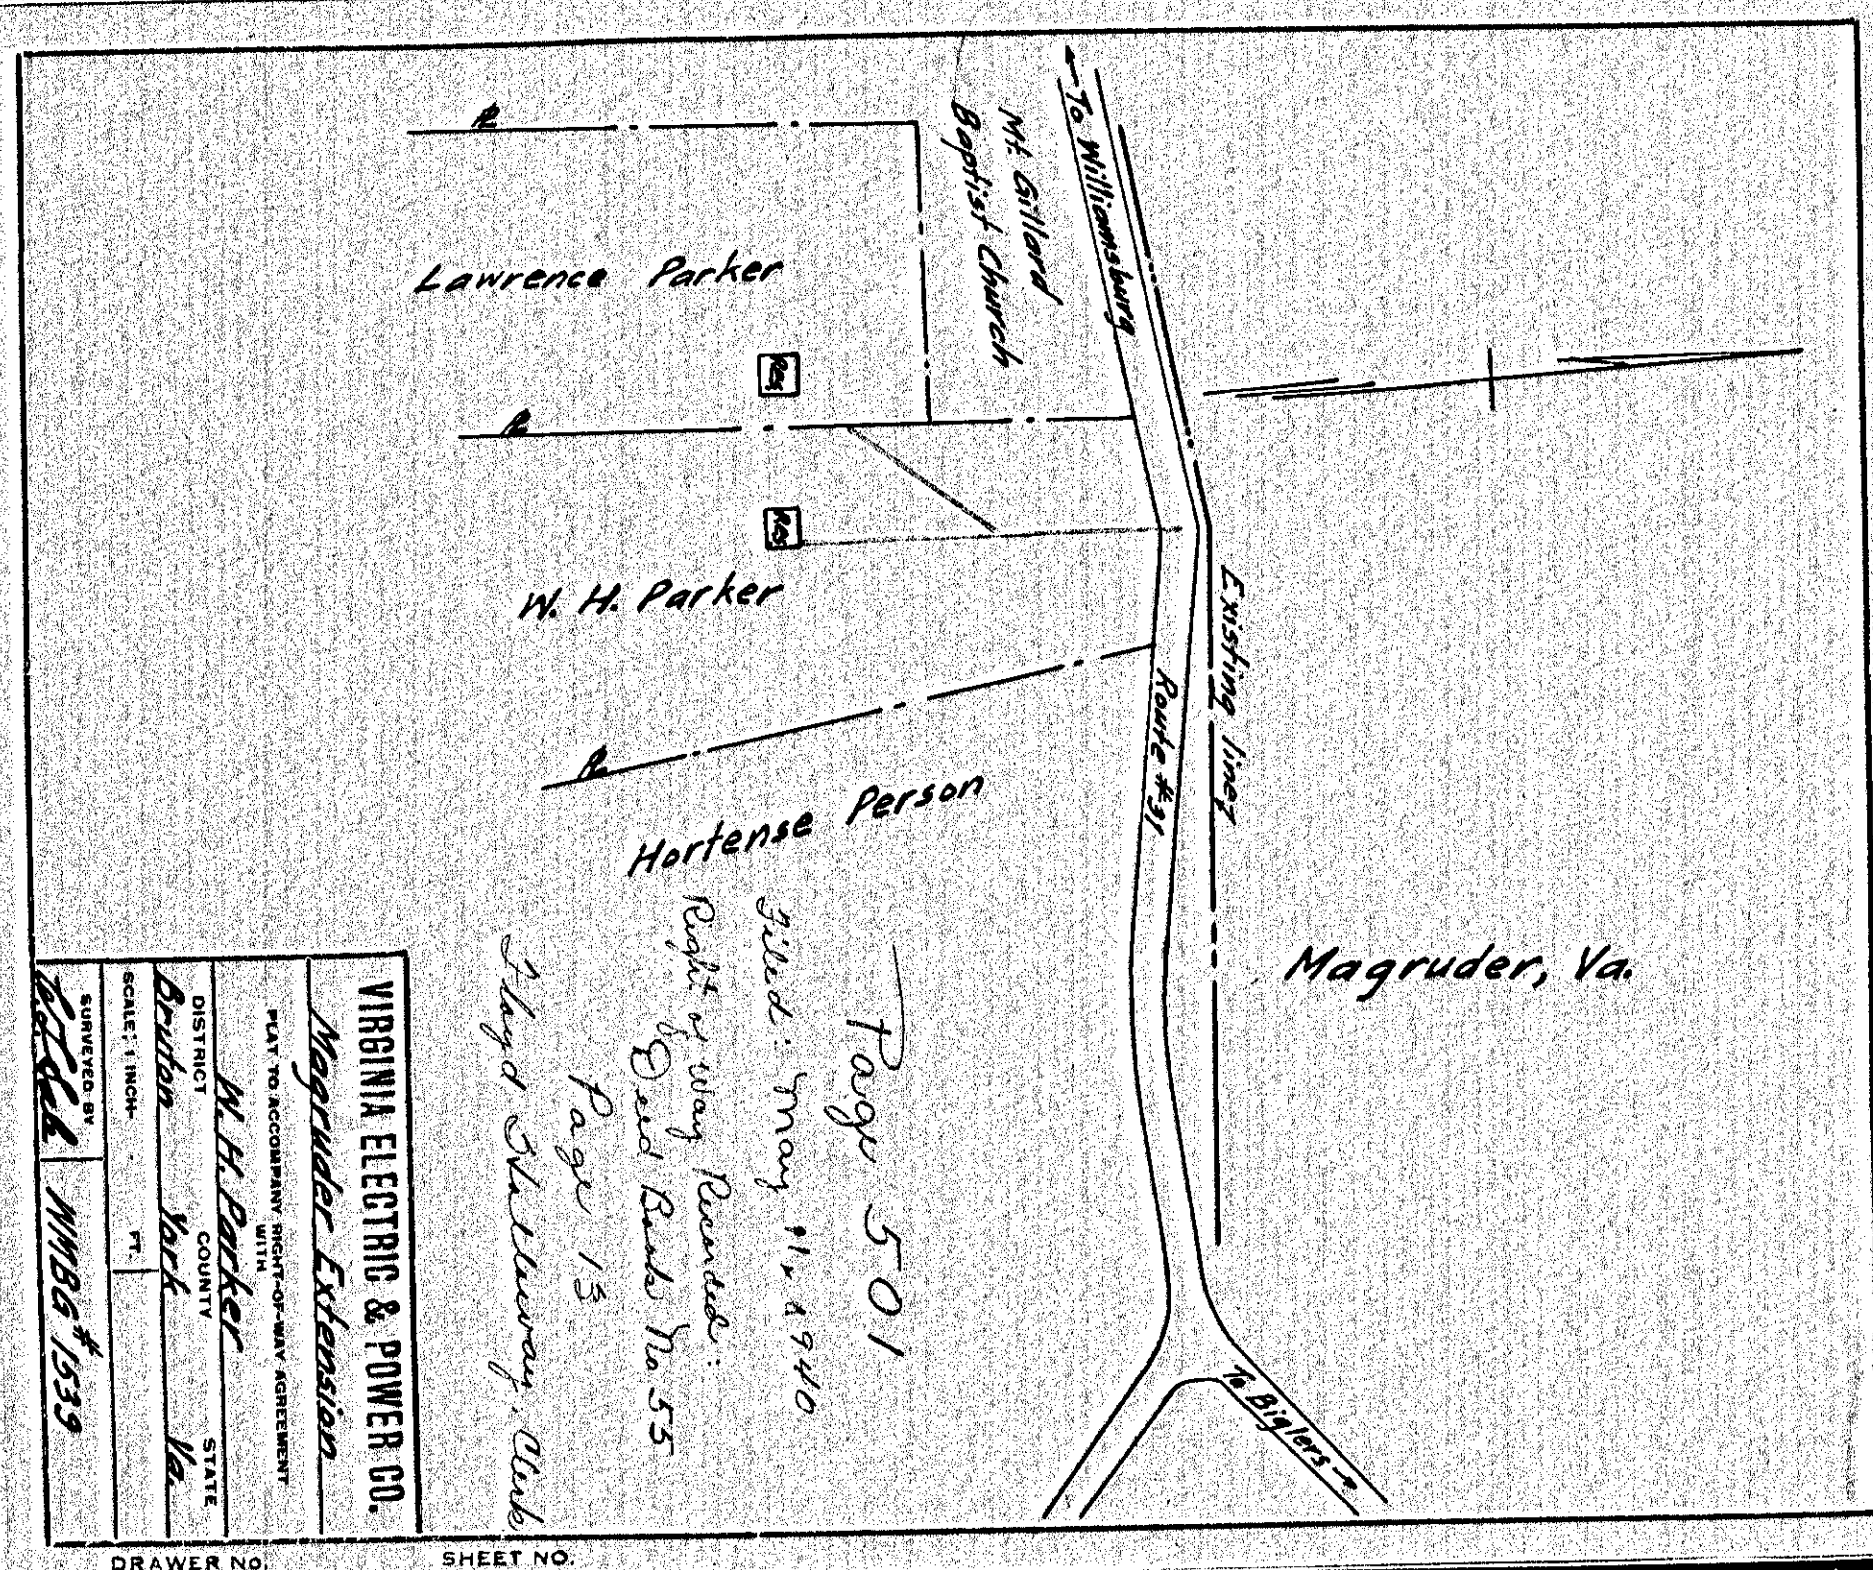 To Williamsburg
Mt. Gillard
Baptist Church
Lawrence Parker
Res
Res
W. H. Parker
Existing lines
Route #31
Hortense Person
Magruder, Va.
To Biglers
Page 501
Filed: May 1940
Right of Way Recorded:
Deed Book No 55
Page 13
Floyd Clerk
VIRGINIA ELECTRIC & POWER CO.
Magruder Extension
PLAT TO ACCOMPANY RIGHT-OF-WAY AGREEMENT
WITH
W. H. Parker
DISTRICT COUNTY STATE
Bruton York Va.
SCALE; 1 INCH- FT.
SURVEYED BY
WMBG # 1539
DRAWER NO.
SHEET NO.